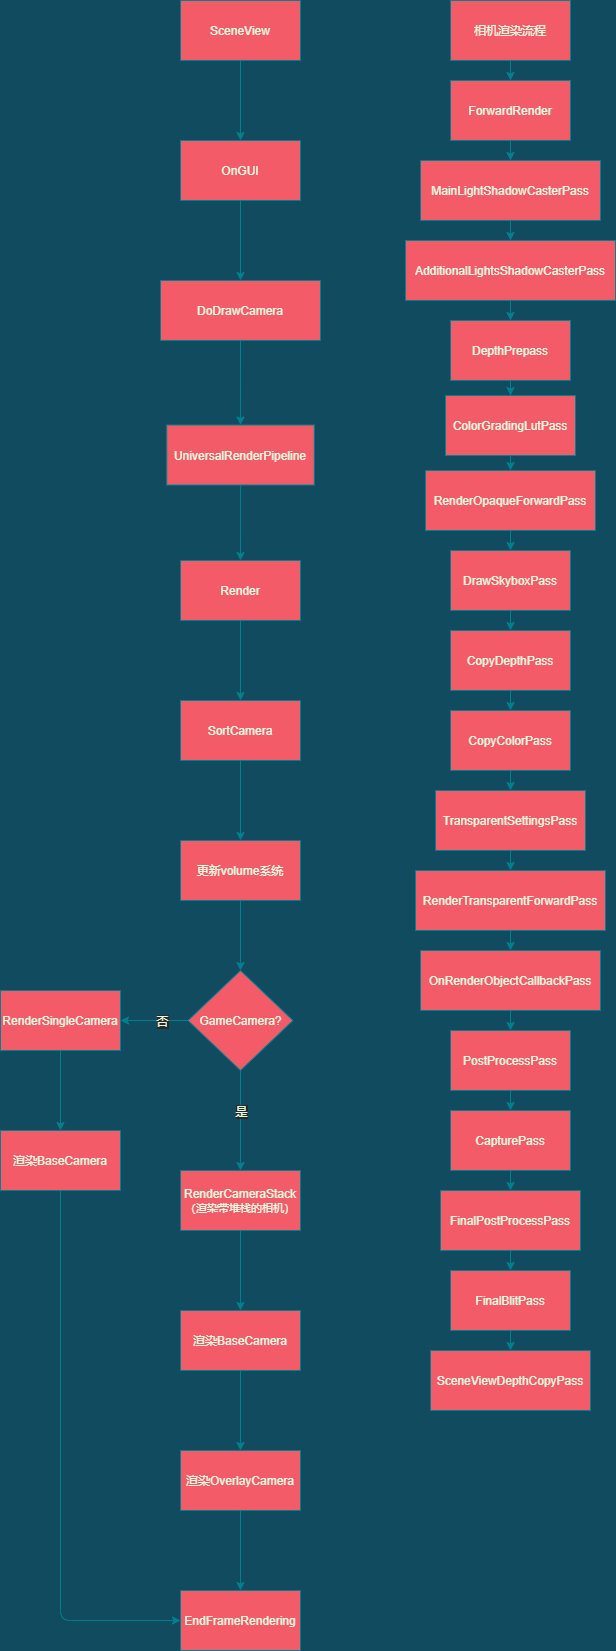 SceneView
OnGUI
DoDrawCamera
UniversalRenderPipeline
Render
SortCamera
更新volume系统
GameCamera?
否
RenderSingleCamera
渲染BaseCamera
是
RenderCameraStack
(渲染带堆栈的相机)
渲染BaseCamera
渲染OverlayCamera
EndFrameRendering
相机渲染流程
ForwardRender
MainLightShadowCasterPass
AdditionalLightsShadowCasterPass
DepthPrepass
ColorGradingLutPass
RenderOpaqueForwardPass
DrawSkyboxPass
CopyDepthPass
CopyColorPass
TransparentSettingsPass
RenderTransparentForwardPass
OnRenderObjectCallbackPass
PostProcessPass
CapturePass
FinalPostProcessPass
FinalBlitPass
SceneViewDepthCopyPass